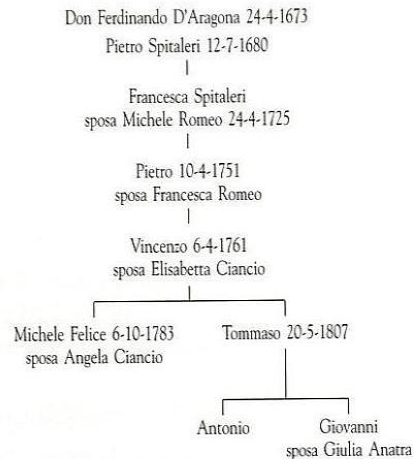 Don Ferdinando D'Aragona 24-4-1673
Pietro Spitaleri 12-7-1680
Francesca Spitaleri
sposa Michele Romeo 24-4-1725
Pietro 10-4-1751
sposa Francesca Romeo
Vincenzo 6-4-1761
sposa Elisabetta Ciancio
Michele Felice 6-10-1783
sposa Angela Ciancio
Tommaso 20-5-1807
Antonio
Giovanni
sposa Giulia Anatra